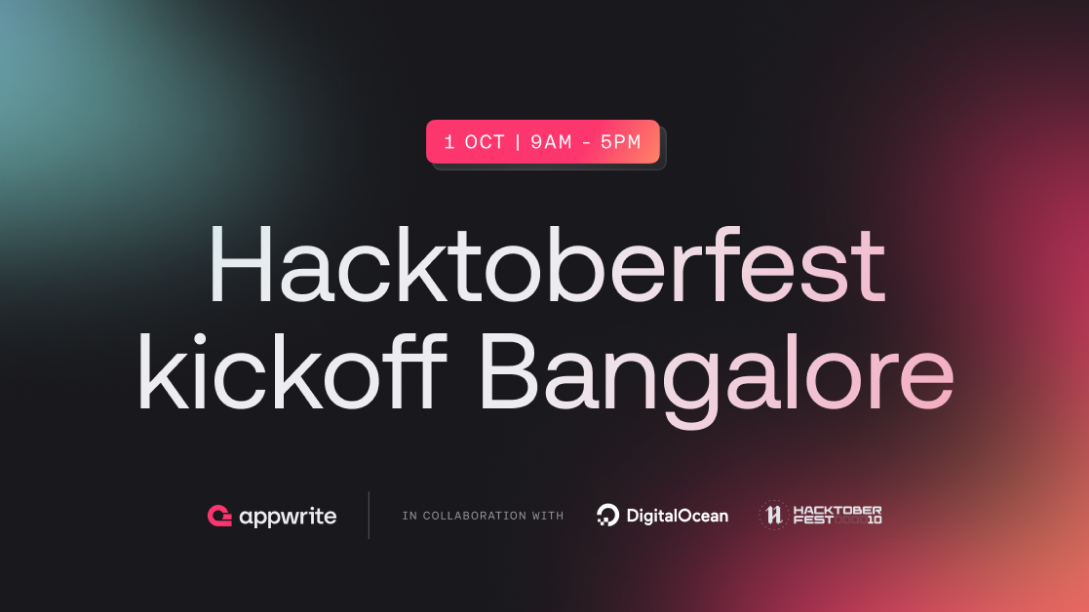 1 OCT | 9AM - 5PM
Hacktoberfest
kickoff Bangalore
appwrite
IN COLLABORATION WITH
DigitalOcean
HACKTOBER
FEST 10